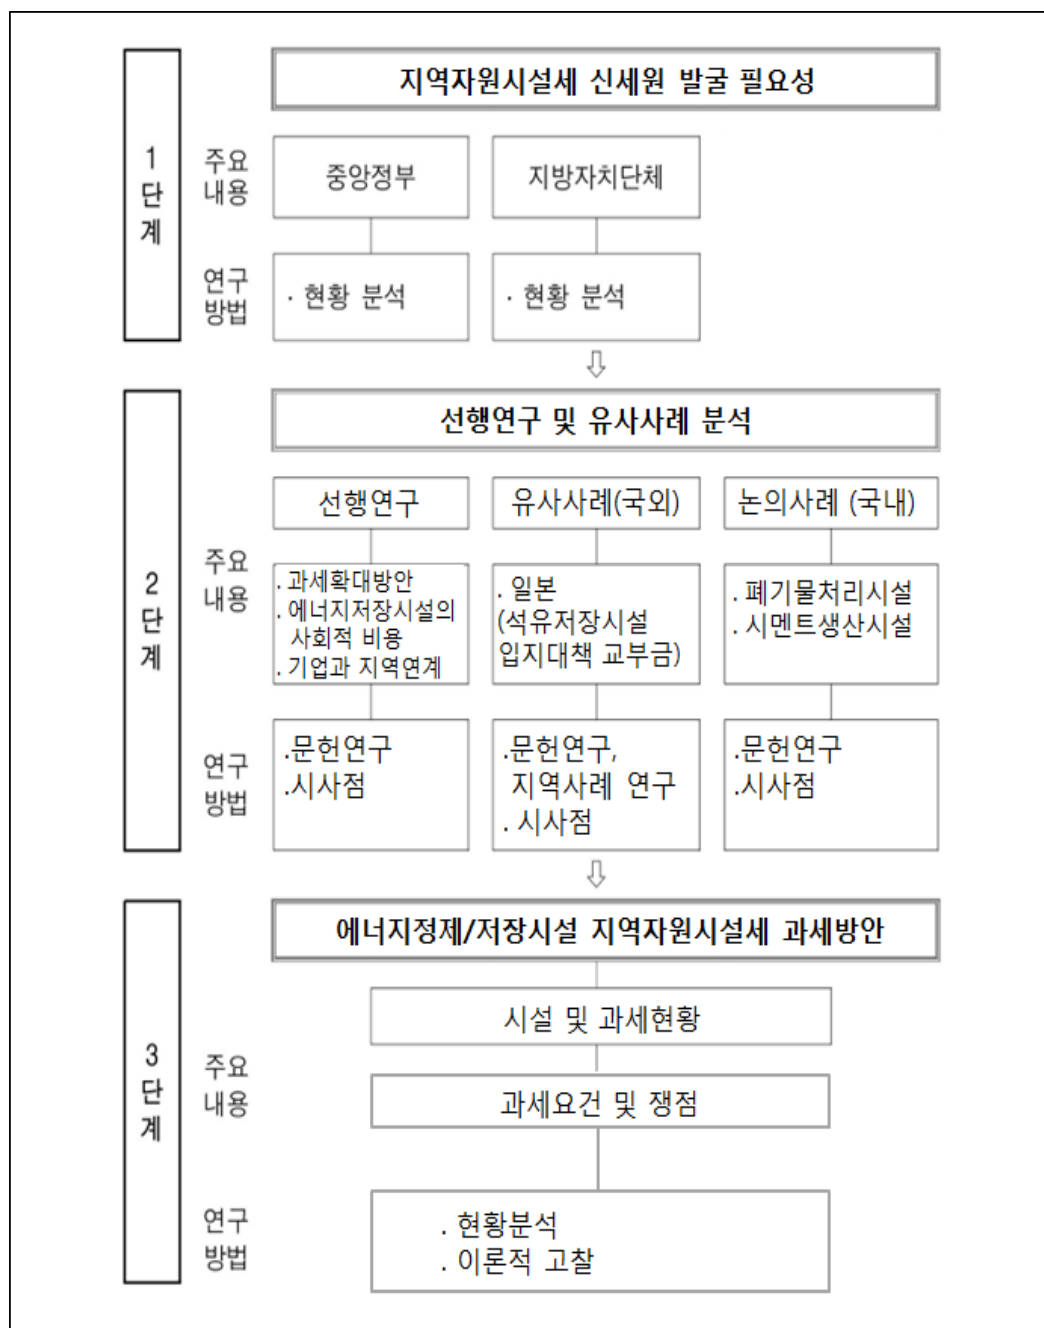 1
단
계
지역자원시설세 신세원 발굴 필요성
주요
내용
중앙정부
지방자치단체
연구
방법
. 현황 분석
. 현황 분석
2
단
계
선행연구 및 유사사례 분석
주요
내용
선행연구
유사사례(국외)
논의사례 (국내)
. 과세확대방안
. 에너지저장시설의
사회적 비용
. 기업과 지역연계
. 일본
(석유저장시설
입지대책 교부금)
. 폐기물처리시설
. 시멘트생산시설
연구
방법
.문헌연구
.시사점
.문헌연구,
지역사례 연구
. 시사점
.문헌연구
.시사점
3
단
계
에너지정제/저장시설 지역자원시설세 과세방안
주요
내용
시설 및 과세현황
과세요건 및 쟁점
연구
방법
. 현황분석
. 이론적 고찰